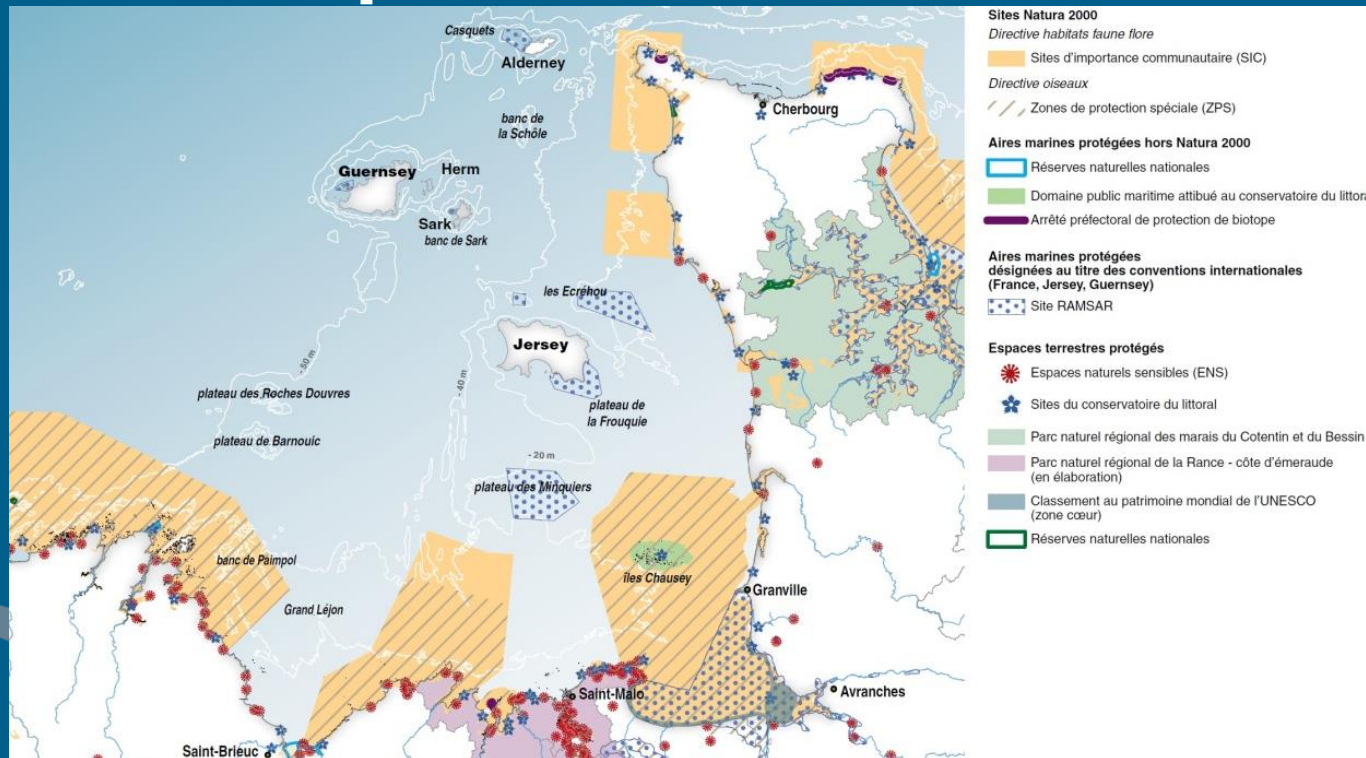 Casquets
Alderney
banc de
la Schôle
Cherbourg
Guernsey
Herm
Sark
banc de Sark
les Ecréhou
Jersey
- 50 m
- 40 m
plateau des Roches Douvres
plateau de
la Frouquie
plateau de Barnouic
- 20 m
plateau des Minquiers
banc de Paimpol
îles Chausey
Granville
Grand Léjon
Saint-Malo
Avranches
Saint-Brieuc
Sites Natura 2000
Directive habitats faune flore
Sites d'importance communautaire (SIC)
Directive oiseaux
Zones de protection spéciale (ZPS)
Aires marines protégées hors Natura 2000
Réserves naturelles nationales
Domaine public maritime attibué au conservatoire du littora
Arrêté préfectoral de protection de biotope
Aires marines protégées
désignées au titre des conventions internationales
(France, Jersey, Guernsey)
Site RAMSAR
Espaces terrestres protégés
Espaces naturels sensibles (ENS)
Sites du conservatoire du littoral
Parc naturel régional des marais du Cotentin et du Bessin
Parc naturel régional de la Rance - côte d'émeraude
(en élaboration)
Classement au patrimoine mondial de l'UNESCO
(zone cœur)
Réserves naturelles nationales